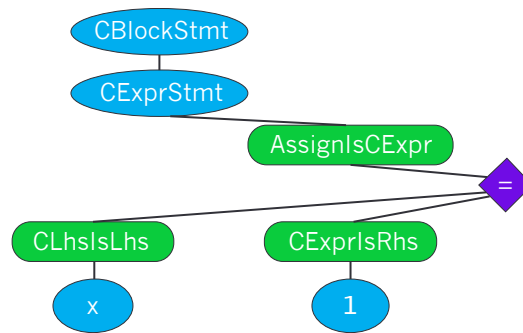 CBlockStmt
CExprStmt
AssignIsCExpr
=
CLhsIsLhs
CExprIsRhs
x
1